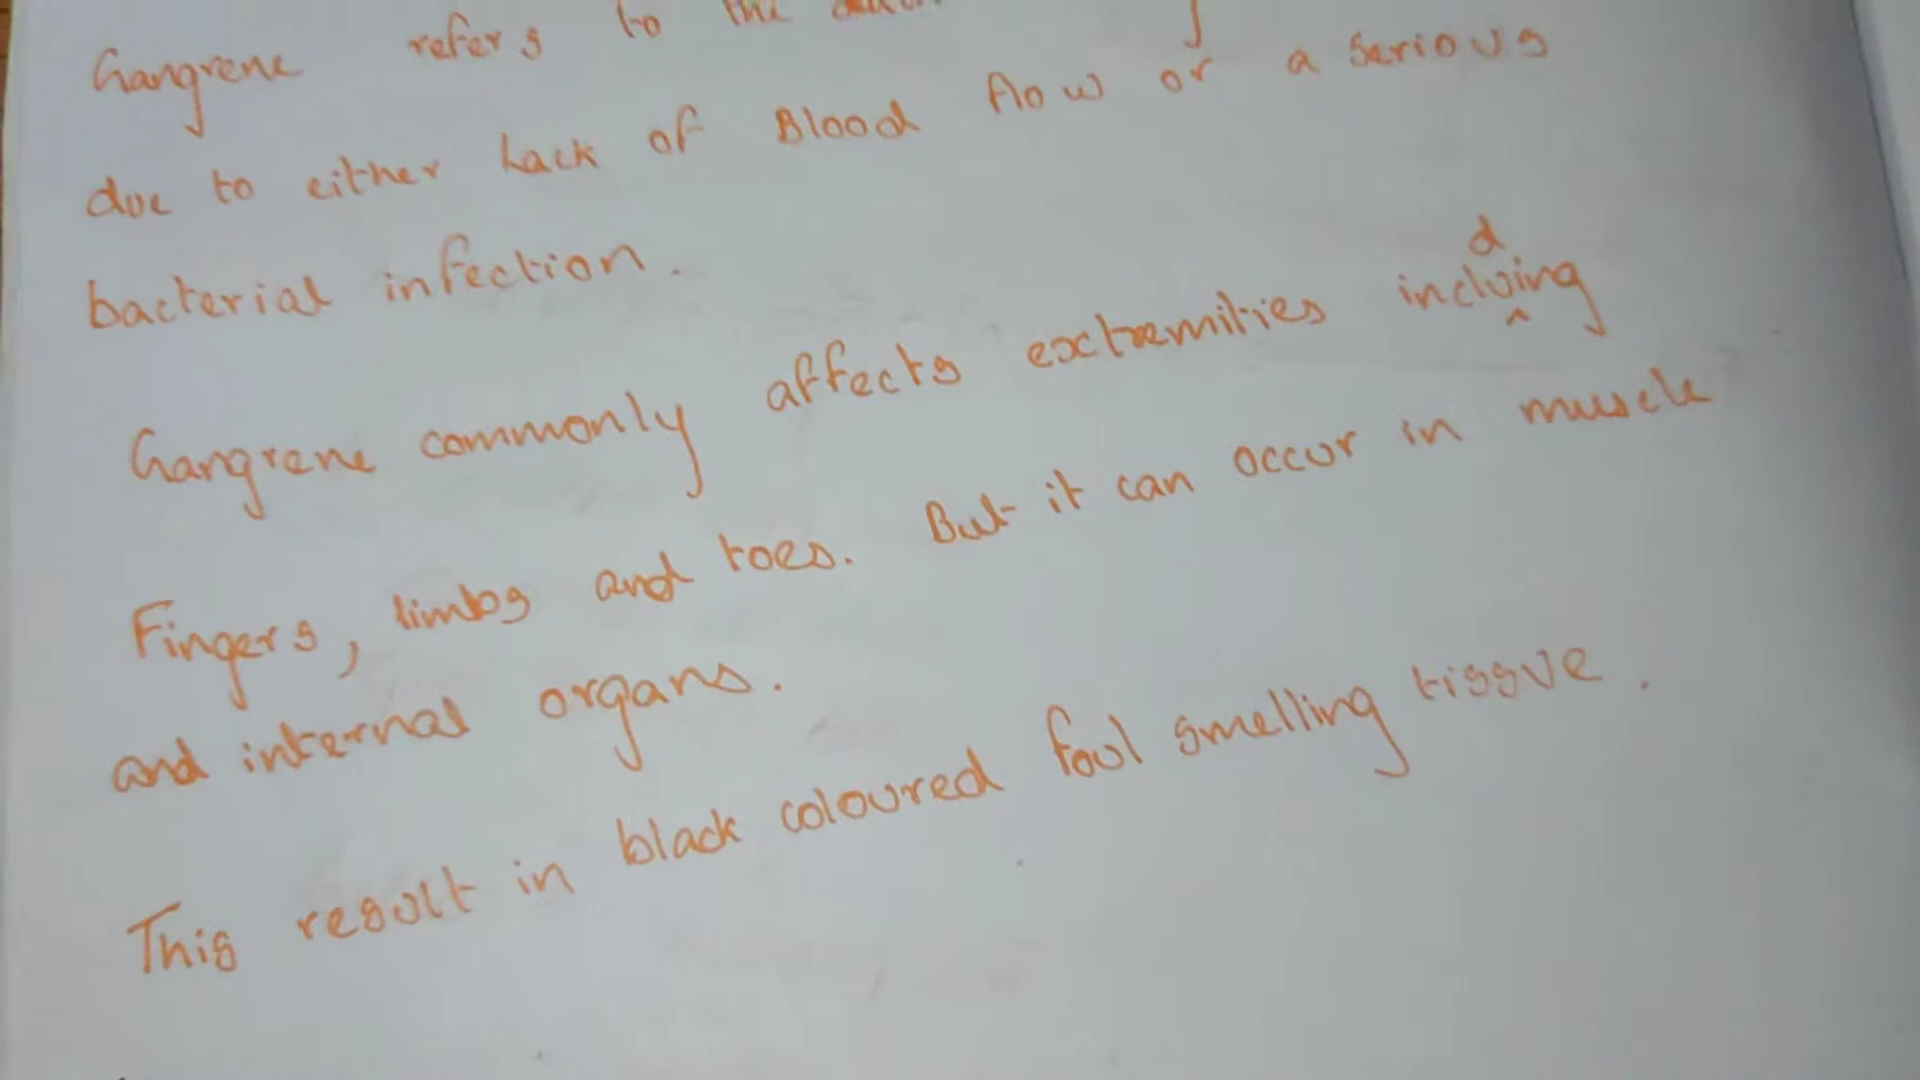 Gangrene refers to the
due to either Lack of Blood flow or a serious
bacterial infection.
Gangrene commonly affects extremities including
Fingers, limbs and toes. But it can occur in muscle
and internal organs.
This result in black coloured foul smelling tissue.